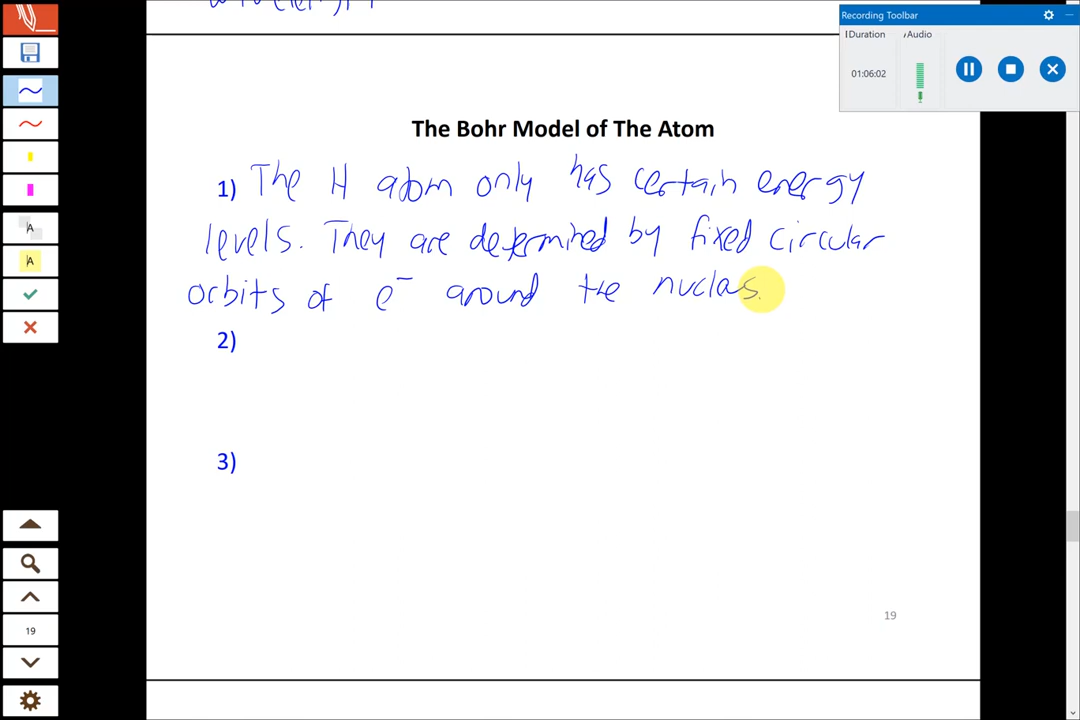 Recording Toolbar
Duration
Audio
01:06:02
The Bohr Model of The Atom
1) The H atom only has certain energy
levels. They are determined by fixed circular
orbits of e⁻ around the nuclas.
2)
3)
19
19
A
A